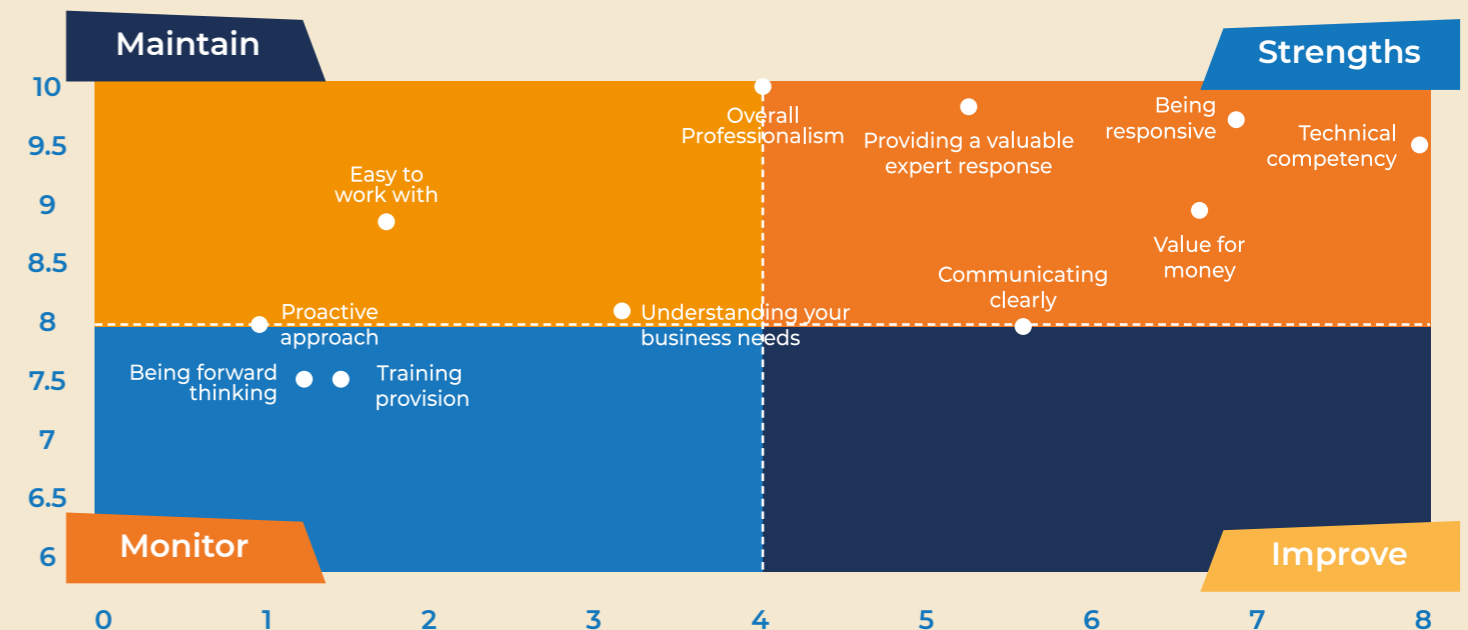 Maintain
Strengths
10
9.5
9
8.5
8
7.5
7
6.5
6
Overall
Professionalism
Providing a valuable
expert response
Being
responsive
Technical
competency
Easy to
work with
Value for
money
Communicating
clearly
Proactive
approach
Understanding your
business needs
Being forward
thinking
Training
provision
Monitor
Improve
0 1 2 3 4 5 6 7 8